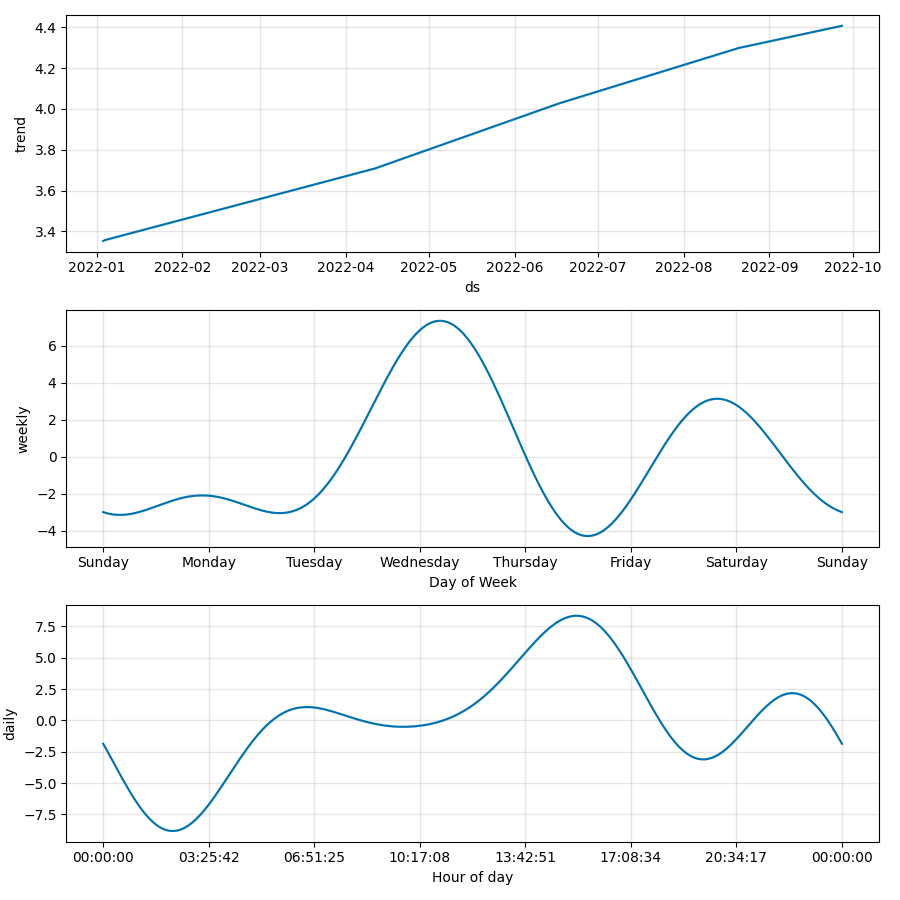 4.4
4.2
4.0
3.8
3.6
3.4
trend
2022-01 2022-02 2022-03 2022-04 2022-05 2022-06 2022-07 2022-08 2022-09 2022-10
ds
6
4
2
0
−2
−4
weekly
Sunday Monday Tuesday Wednesday Thursday Friday Saturday Sunday
Day of Week
7.5
5.0
2.5
0.0
−2.5
−5.0
−7.5
daily
00:00:00 03:25:42 06:51:25 10:17:08 13:42:51 17:08:34 20:34:17 00:00:00
Hour of day